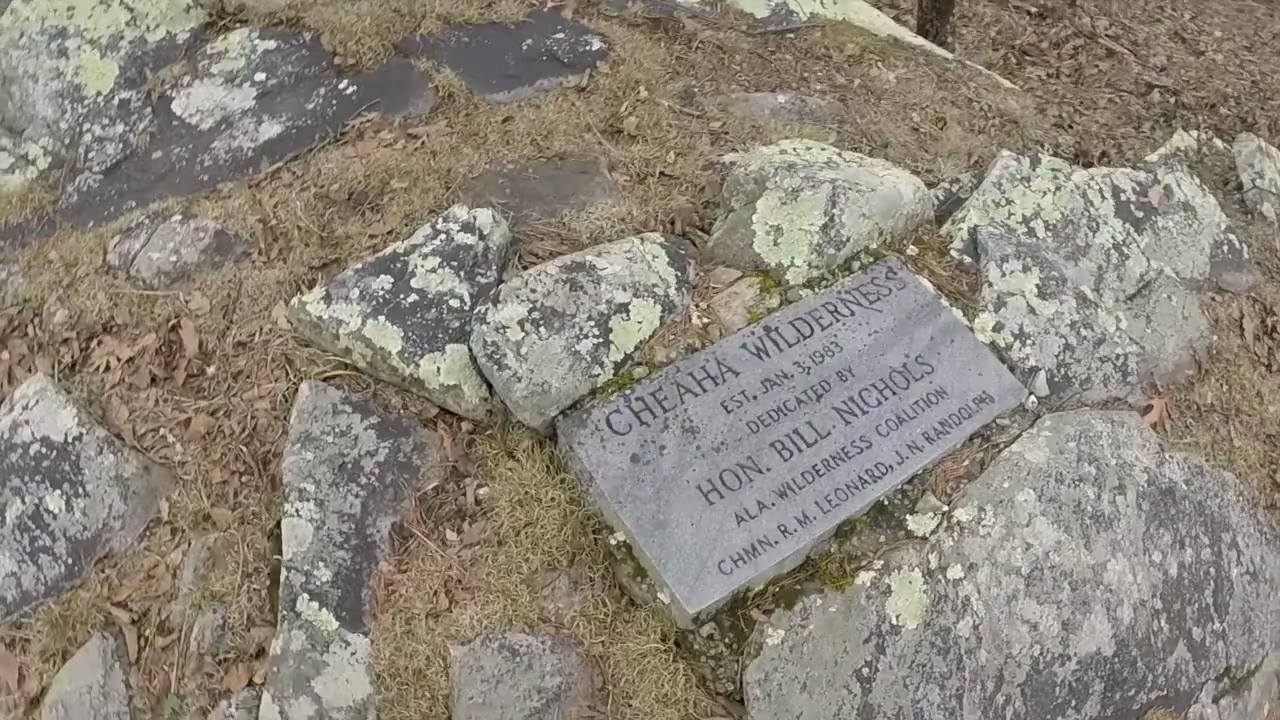 CHEAHA WILDERNESS
EST. JAN. 3, 1983
DEDICATED BY
HON. BILL NICHOLS
ALA. WILDERNESS COALITION
CHMN. R. M. LEONARD, J. N. RANDOLPH